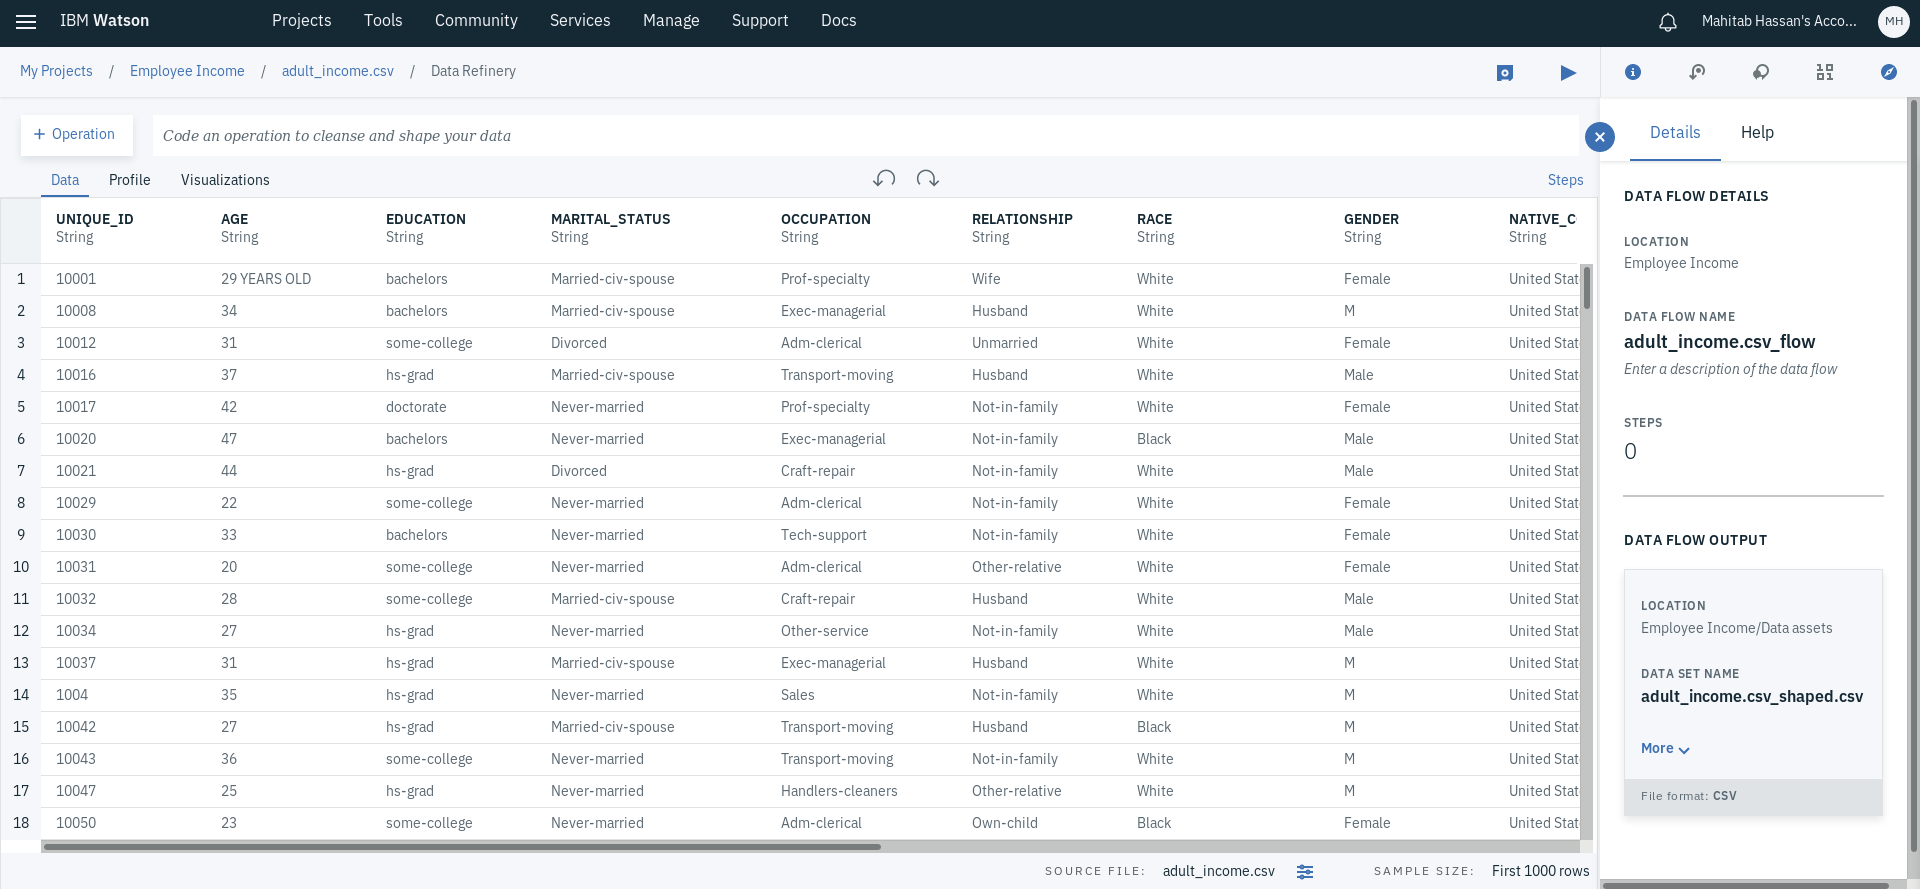 IBM Watson Projects Tools Community Services Manage Support Docs Mahitab Hassan's Acco... MH
My Projects / Employee Income / adult_income.csv / Data Refinery
+ Operation Code an operation to cleanse and shape your data
Data Profile Visualizations Steps
UNIQUE_ID AGE EDUCATION MARITAL_STATUS OCCUPATION RELATIONSHIP RACE GENDER NATIVE_C
String String String String String String String String String
1 10001 29 YEARS OLD bachelors Married-civ-spouse Prof-specialty Wife White Female United Stat
2 10008 34 bachelors Married-civ-spouse Exec-managerial Husband White M United Stat
3 10012 31 some-college Divorced Adm-clerical Unmarried White Female United Stat
4 10016 37 hs-grad Married-civ-spouse Transport-moving Husband White Male United Stat
5 10017 42 doctorate Never-married Prof-specialty Not-in-family White Female United Stat
6 10020 47 bachelors Never-married Exec-managerial Not-in-family Black Male United Stat
7 10021 44 hs-grad Divorced Craft-repair Not-in-family White Male United Stat
8 10029 22 some-college Never-married Adm-clerical Not-in-family White Female United Stat
9 10030 33 bachelors Never-married Tech-support Not-in-family White Female United Stat
10 10031 20 some-college Never-married Adm-clerical Other-relative White Female United Stat
11 10032 28 some-college Married-civ-spouse Craft-repair Husband White Male United Stat
12 10034 27 hs-grad Never-married Other-service Not-in-family White Male United Stat
13 10037 31 hs-grad Married-civ-spouse Exec-managerial Husband White M United Stat
14 1004 35 hs-grad Never-married Sales Not-in-family White M United Stat
15 10042 27 hs-grad Married-civ-spouse Transport-moving Husband Black M United Stat
16 10043 36 some-college Never-married Transport-moving Not-in-family White M United Stat
17 10047 25 hs-grad Never-married Handlers-cleaners Other-relative White M United Stat
18 10050 23 some-college Never-married Adm-clerical Own-child Black Female United Stat
SOURCE FILE: adult_income.csv SAMPLE SIZE: First 1000 rows
Details Help
DATA FLOW DETAILS
LOCATION
Employee Income
DATA FLOW NAME
adult_income.csv_flow
Enter a description of the data flow
STEPS
0
DATA FLOW OUTPUT
LOCATION
Employee Income/Data assets
DATA SET NAME
adult_income.csv_shaped.csv
More
File format: CSV